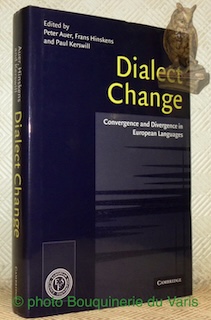 Edited by
Peter Auer, Frans Hinskens
and Paul Kerswill
Dialect
Change
Convergence and Divergence in
European Languages
CAMBRIDGE
Dialect Change
© photo Bouquinerie du Varis